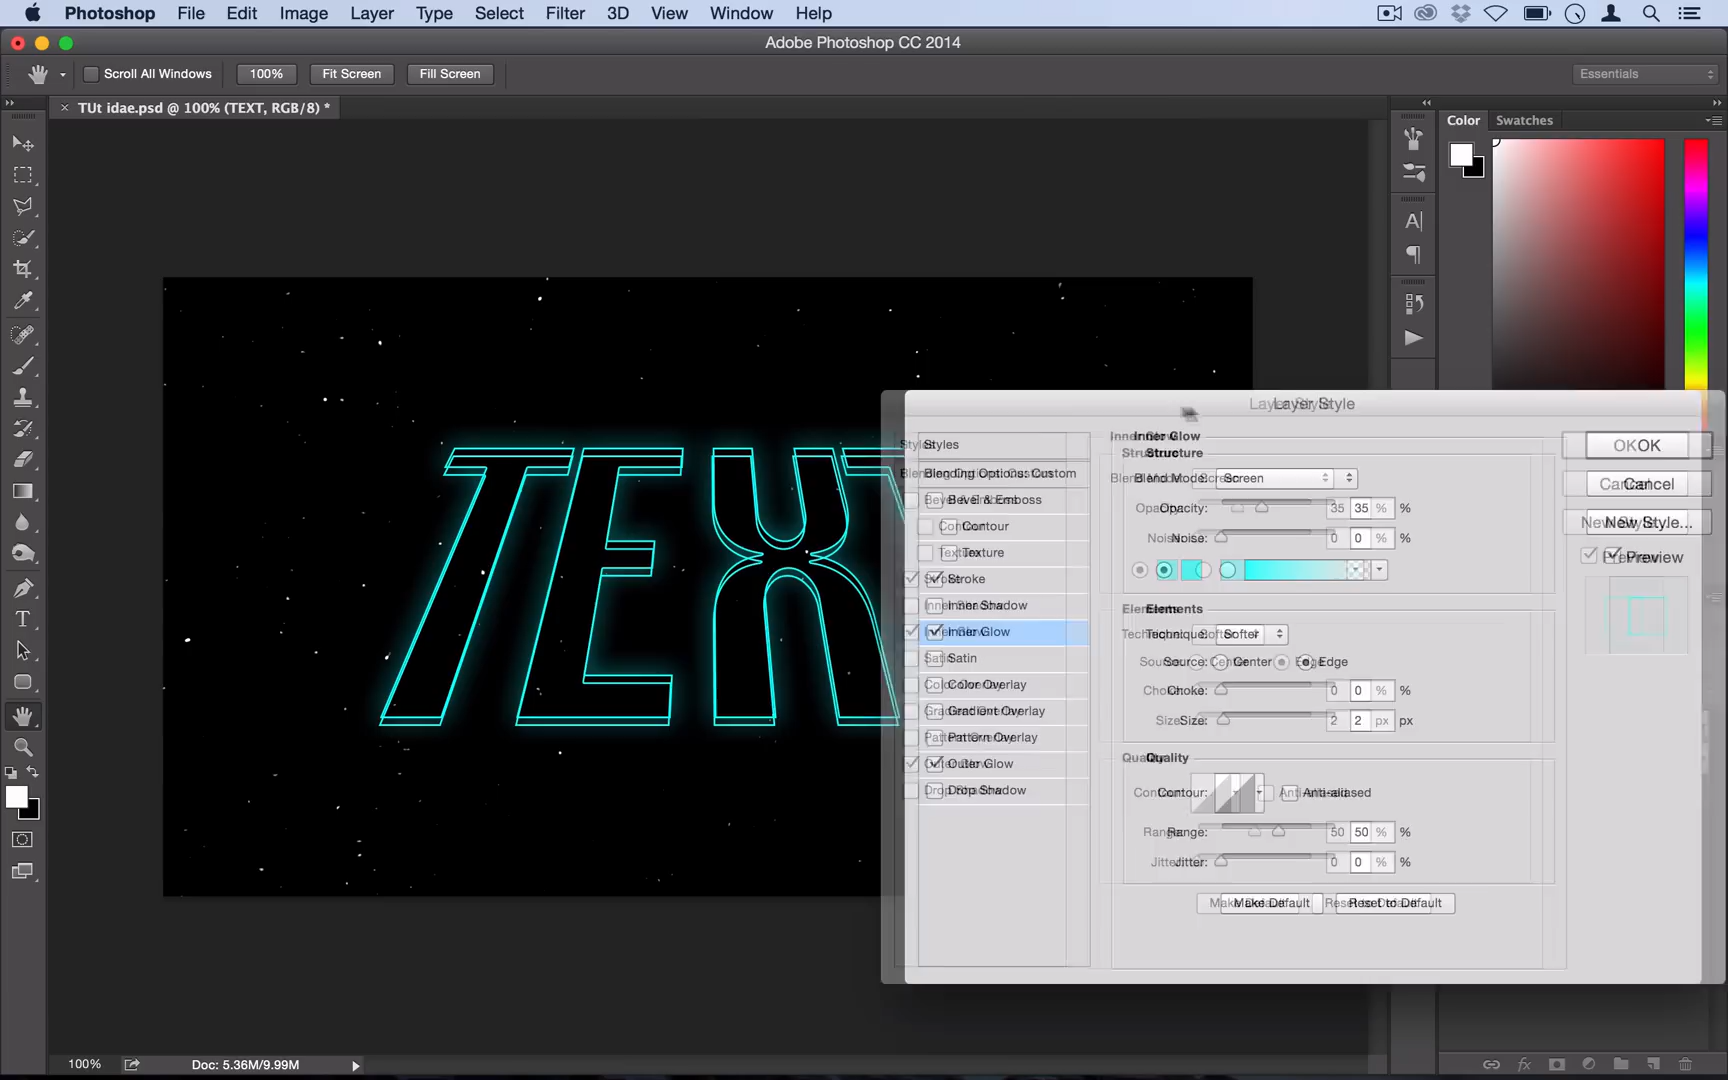 Photoshop File Edit Image Layer Type Select Filter 3D View Window Help
Adobe Photoshop CC 2014
Scroll All Windows 100% Fit Screen Fill Screen Essentials
TUt idae.psd @ 100% (TEXT, RGB/8) *
Color Swatches
TEX
Layer Style
Styles
Blending Options: Custom
Bevel & Emboss
Contour
Texture
Stroke
Inner Shadow
Inner Glow
Satin
Color Overlay
Gradient Overlay
Pattern Overlay
Outer Glow
Drop Shadow
Inner Glow
Structure
Blend Mode: Screen
Opacity: 35 %
Noise: 0 %
Elements
Technique: Softer
Source: Center Edge
Choke: 0 %
Size: 2 px
Quality
Contour: Anti-aliased
Range: 50 %
Jitter: 0 %
Make Default Reset to Default
OK
Cancel
New Style...
Preview
100% Doc: 5.36M/9.99M